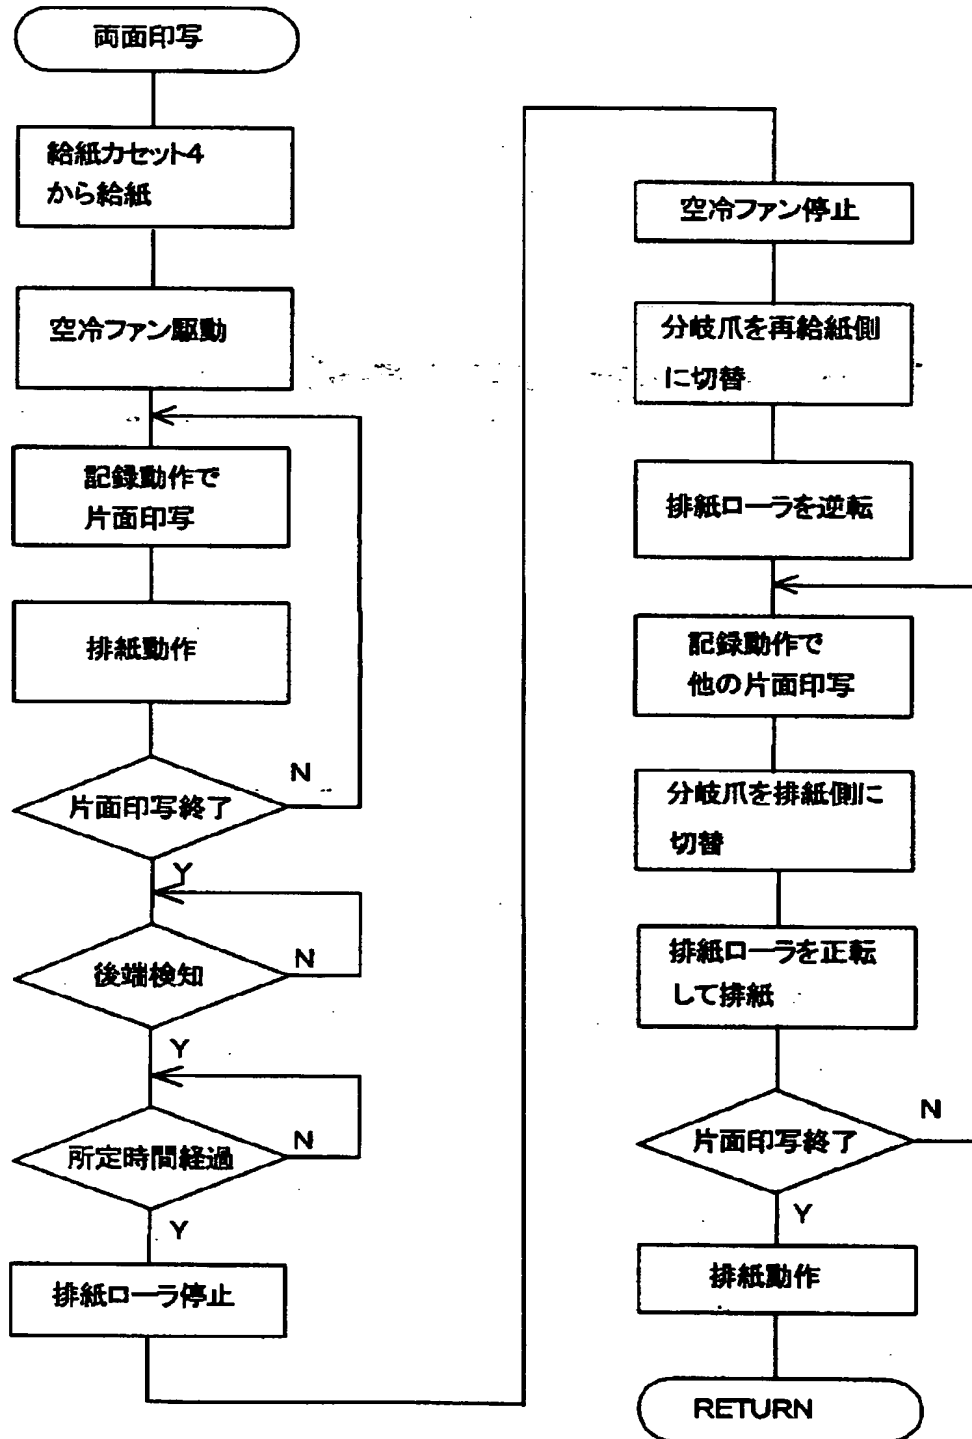 両面印写
給紙カセット4
から給紙
空冷ファン駆動
記録動作で
片面印写
排紙動作
N
片面印写終了
Y
後端検知
N
Y
所定時間経過
N
Y
排紙ローラ停止
空冷ファン停止
分岐爪を再給紙側
に切替
排紙ローラを逆転
記録動作で
他の片面印写
分岐爪を排紙側に
切替
排紙ローラを正転
して排紙
N
片面印写終了
Y
排紙動作
RETURN